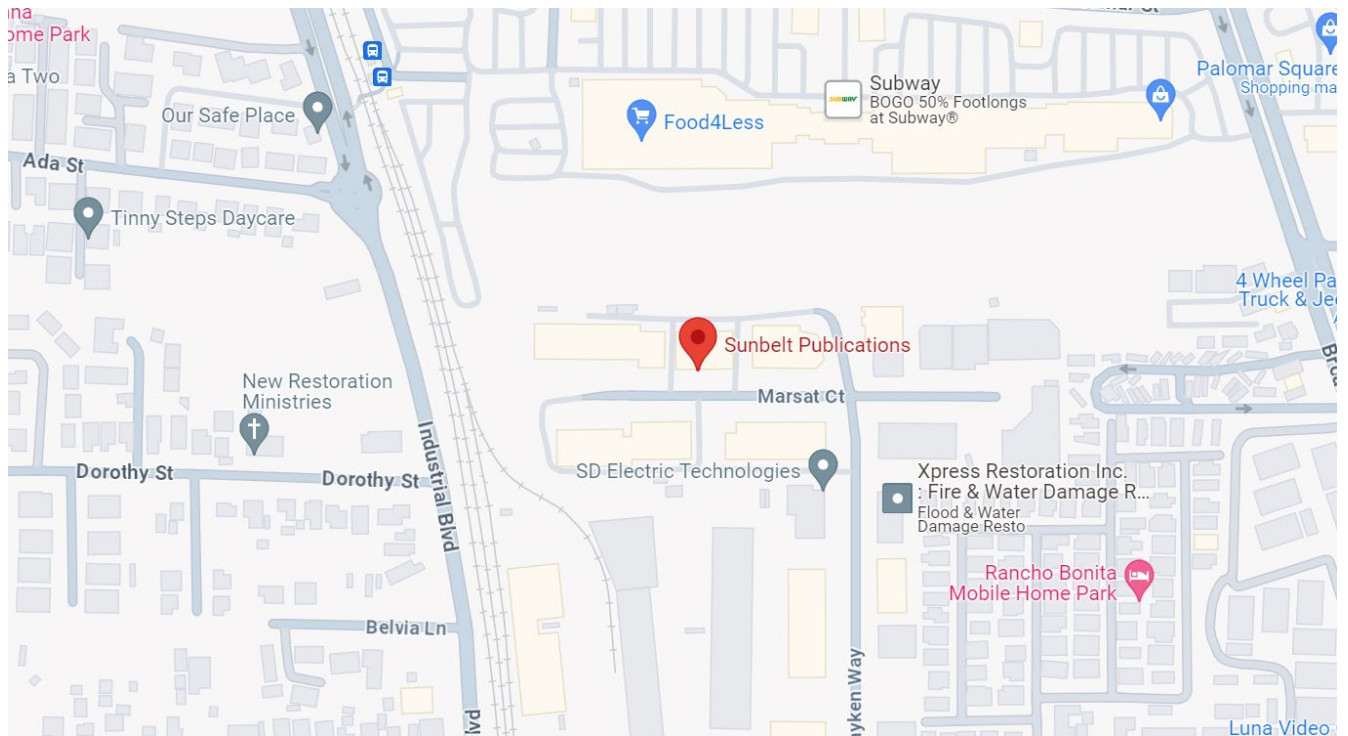 ome Park
a Two
Our Safe Place
Ada St
Tinny Steps Daycare
Food4Less
Subway
BOGO 50% Footlongs
at Subway®
Palomar Square
Shopping ma
4 Wheel Pa
Truck & Je
Sunbelt Publications
Marsat Ct
New Restoration
Ministries
Industrial Blvd
Dorothy St
Dorothy St
SD Electric Technologies
Xpress Restoration Inc.
: Fire & Water Damage R...
Flood & Water
Damage Resto
Rancho Bonita
Mobile Home Park
Belvia Ln
yken Way
Luna Video